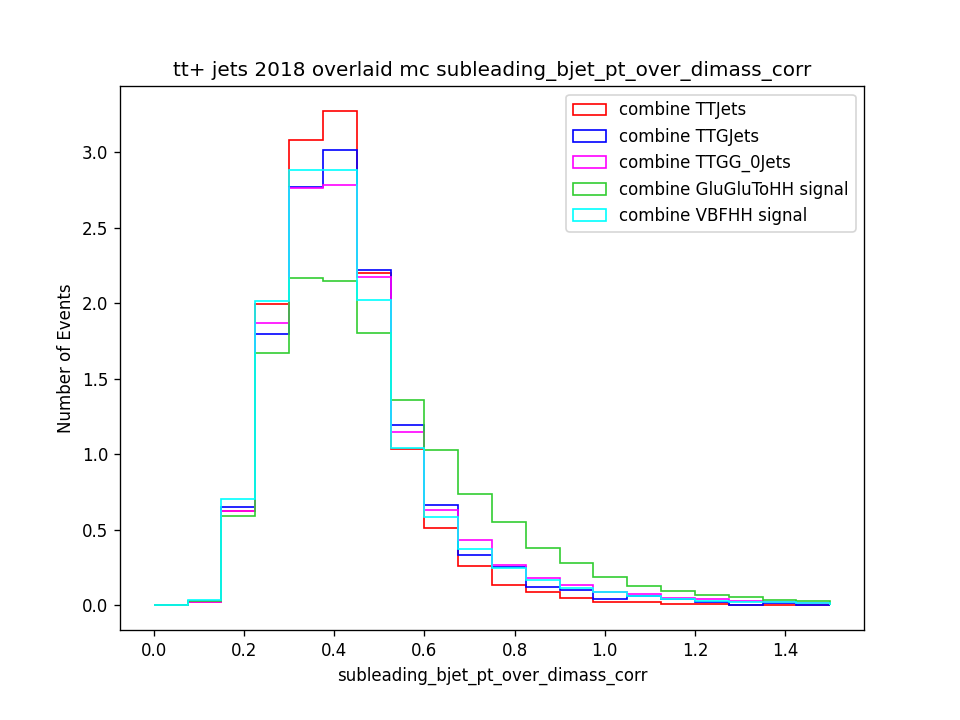 tt+ jets 2018 overlaid mc subleading_bjet_pt_over_dimass_corr
combine TTJets
combine TTGJets
combine TTGG_0Jets
combine GluGluToHH signal
combine VBFHH signal
Number of Events
3.0
2.5
2.0
1.5
1.0
0.5
0.0
0.0 0.2 0.4 0.6 0.8 1.0 1.2 1.4
subleading_bjet_pt_over_dimass_corr